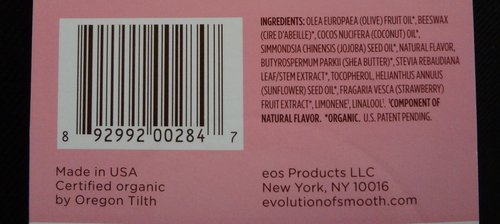 INGREDIENTS: OLEA EUROPAEA (OLIVE) FRUIT OIL*, BEESWAX
(CIRE D'ABEILLE)*, COCOS NUCIFERA (COCONUT) OIL*,
SIMMONDSIA CHINENSIS (JOJOBA) SEED OIL*, NATURAL FLAVOR,
BUTYROSPERMUM PARKII (SHEA BUTTER)*, STEVIA REBAUDIANA
LEAF/STEM EXTRACT*, TOCOPHEROL, HELIANTHUS ANNUUS
(SUNFLOWER) SEED OIL*, FRAGARIA VESCA (STRAWBERRY)
FRUIT EXTRACT*, LIMONENE¹, LINALOOL¹. ¹COMPONENT OF
NATURAL FLAVOR. *ORGANIC. U.S. PATENT PENDING.
8 92992 00284 7
Made in USA
Certified organic
by Oregon Tilth
eos Products LLC
New York, NY 10016
evolutionofsmooth.com